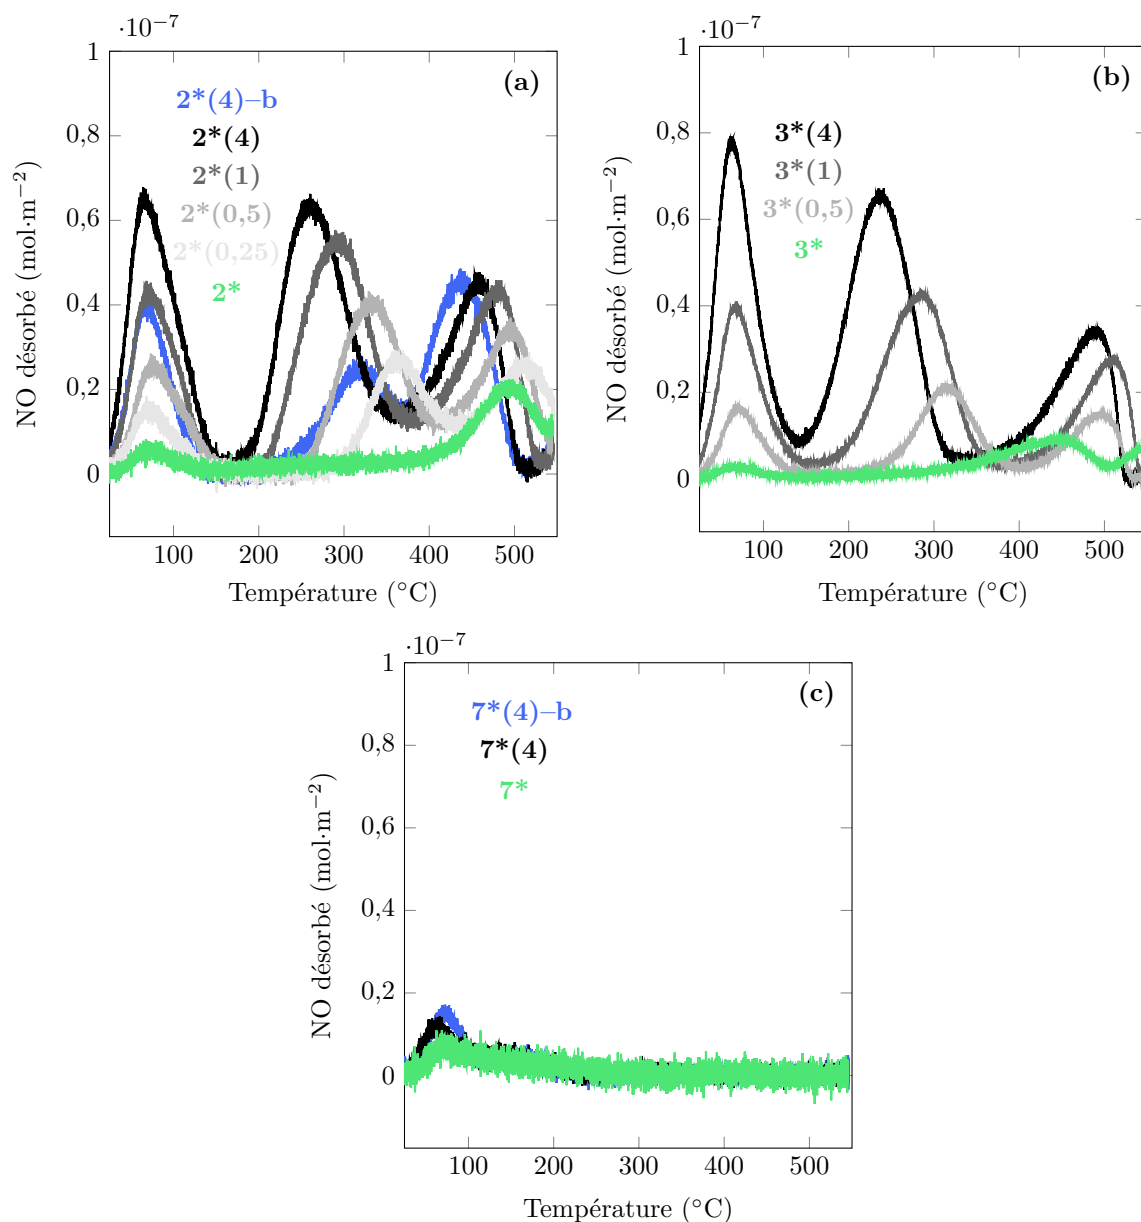 ·10⁻⁷
1
0,8
0,6
0,4
0,2
0
NO désorbé (mol·m⁻²)
(a)
2*(4)–b
2*(4)
2*(1)
2*(0,5)
2*(0,25)
2*
100 200 300 400 500
Température (°C)
·10⁻⁷
1
0,8
0,6
0,4
0,2
0
NO désorbé (mol·m⁻²)
(b)
3*(4)
3*(1)
3*(0,5)
3*
100 200 300 400 500
Température (°C)
·10⁻⁷
1
0,8
0,6
0,4
0,2
0
NO désorbé (mol·m⁻²)
(c)
7*(4)–b
7*(4)
7*
100 200 300 400 500
Température (°C)